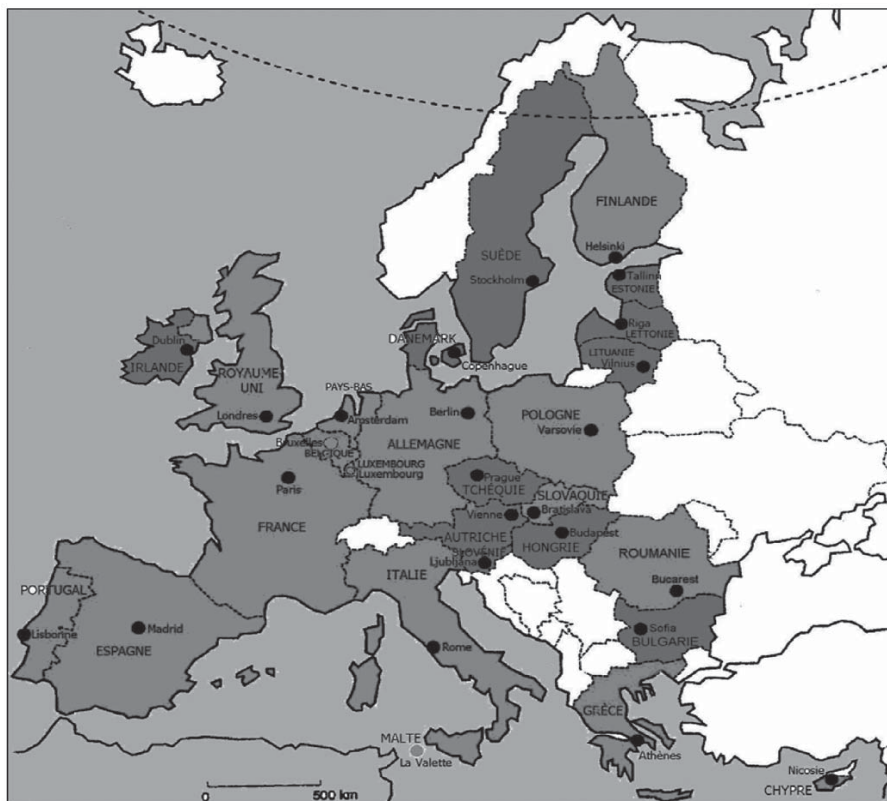 FINLANDE
Helsinki
SUÈDE
Stockholm
Tallinn
ESTONIE
Riga
LETTONIE
DANEMARK
Copenhague
LITUANIE
Vilnius
Dublin
IRLANDE
ROYAUME
UNI
Londres
PAYS-BAS
Amsterdam
Berlin
POLOGNE
Varsovie
Bruxelles
BELGIQUE
ALLEMAGNE
LUXEMBOURG
Luxembourg
Paris
Prague
TCHÉQUIE
SLOVAQUIE
Bratislava
Vienne
FRANCE
AUTRICHE
Budapest
HONGRIE
SLOVÉNIE
Ljubljana
ROUMANIE
ITALIE
Bucarest
PORTUGAL
Lisbonne
Madrid
ESPAGNE
Rome
Sofia
BULGARIE
GRÈCE
MALTE
La Valette
Athènes
Nicosie
CHYPRE
0 500 km